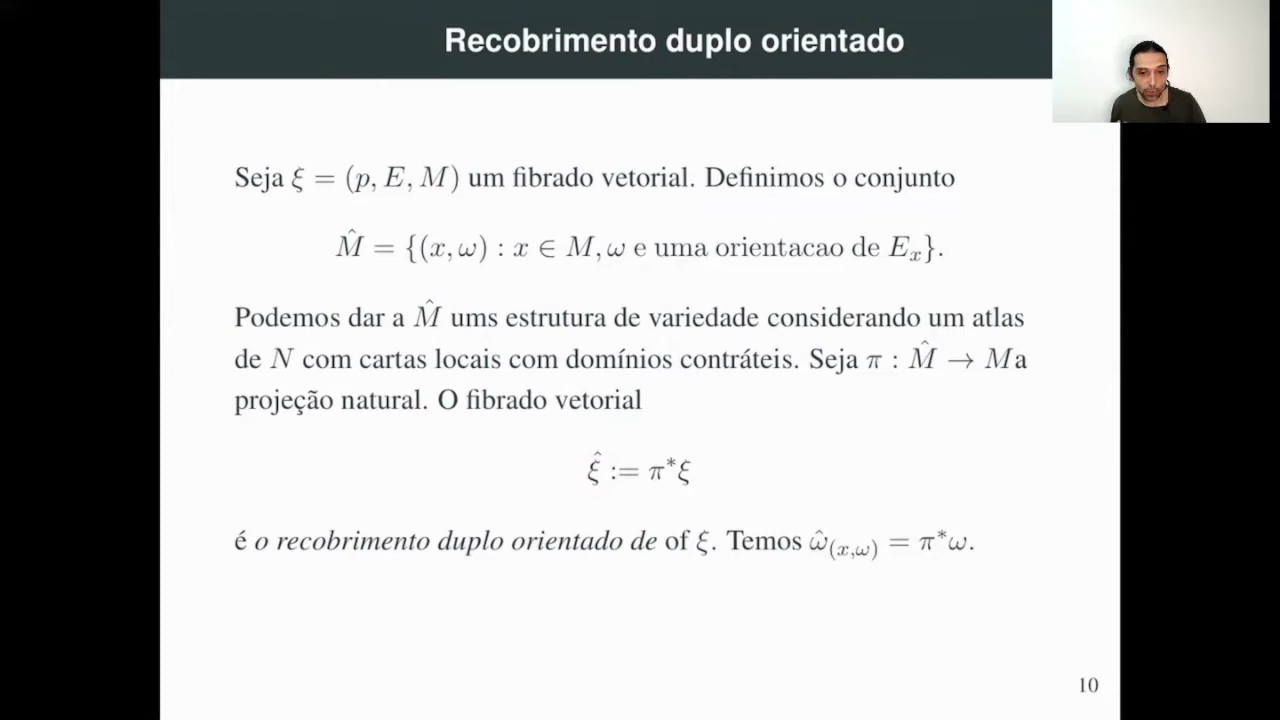 Recobrimento duplo orientado
Seja ξ = (p, E, M) um fibrado vetorial. Definimos o conjunto
M̂ = {(x, ω) : x ∈ M, ω e uma orientacao de Eₓ}.
Podemos dar a M̂ ums estrutura de variedade considerando um atlas
de N com cartas locais com domínios contráteis. Seja π : M̂ → Ma
projeção natural. O fibrado vetorial
ξ̂ := π*ξ
é o recobrimento duplo orientado de of ξ. Temos ω̂₍ₓ,ω₎ = π*ω.
10